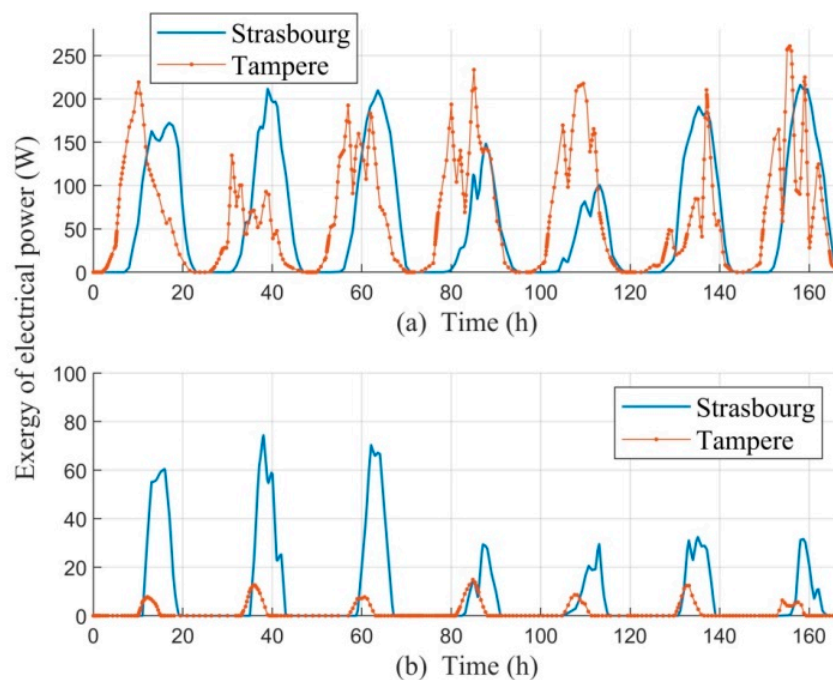 Strasbourg
Tampere
250
200
150
100
50
0
0 20 40 60 80 100 120 140 160
(a) Time (h)
Exergy of electrical power (W)
100
80
60
40
20
0
Strasbourg
Tampere
0 20 40 60 80 100 120 140 160
(b) Time (h)